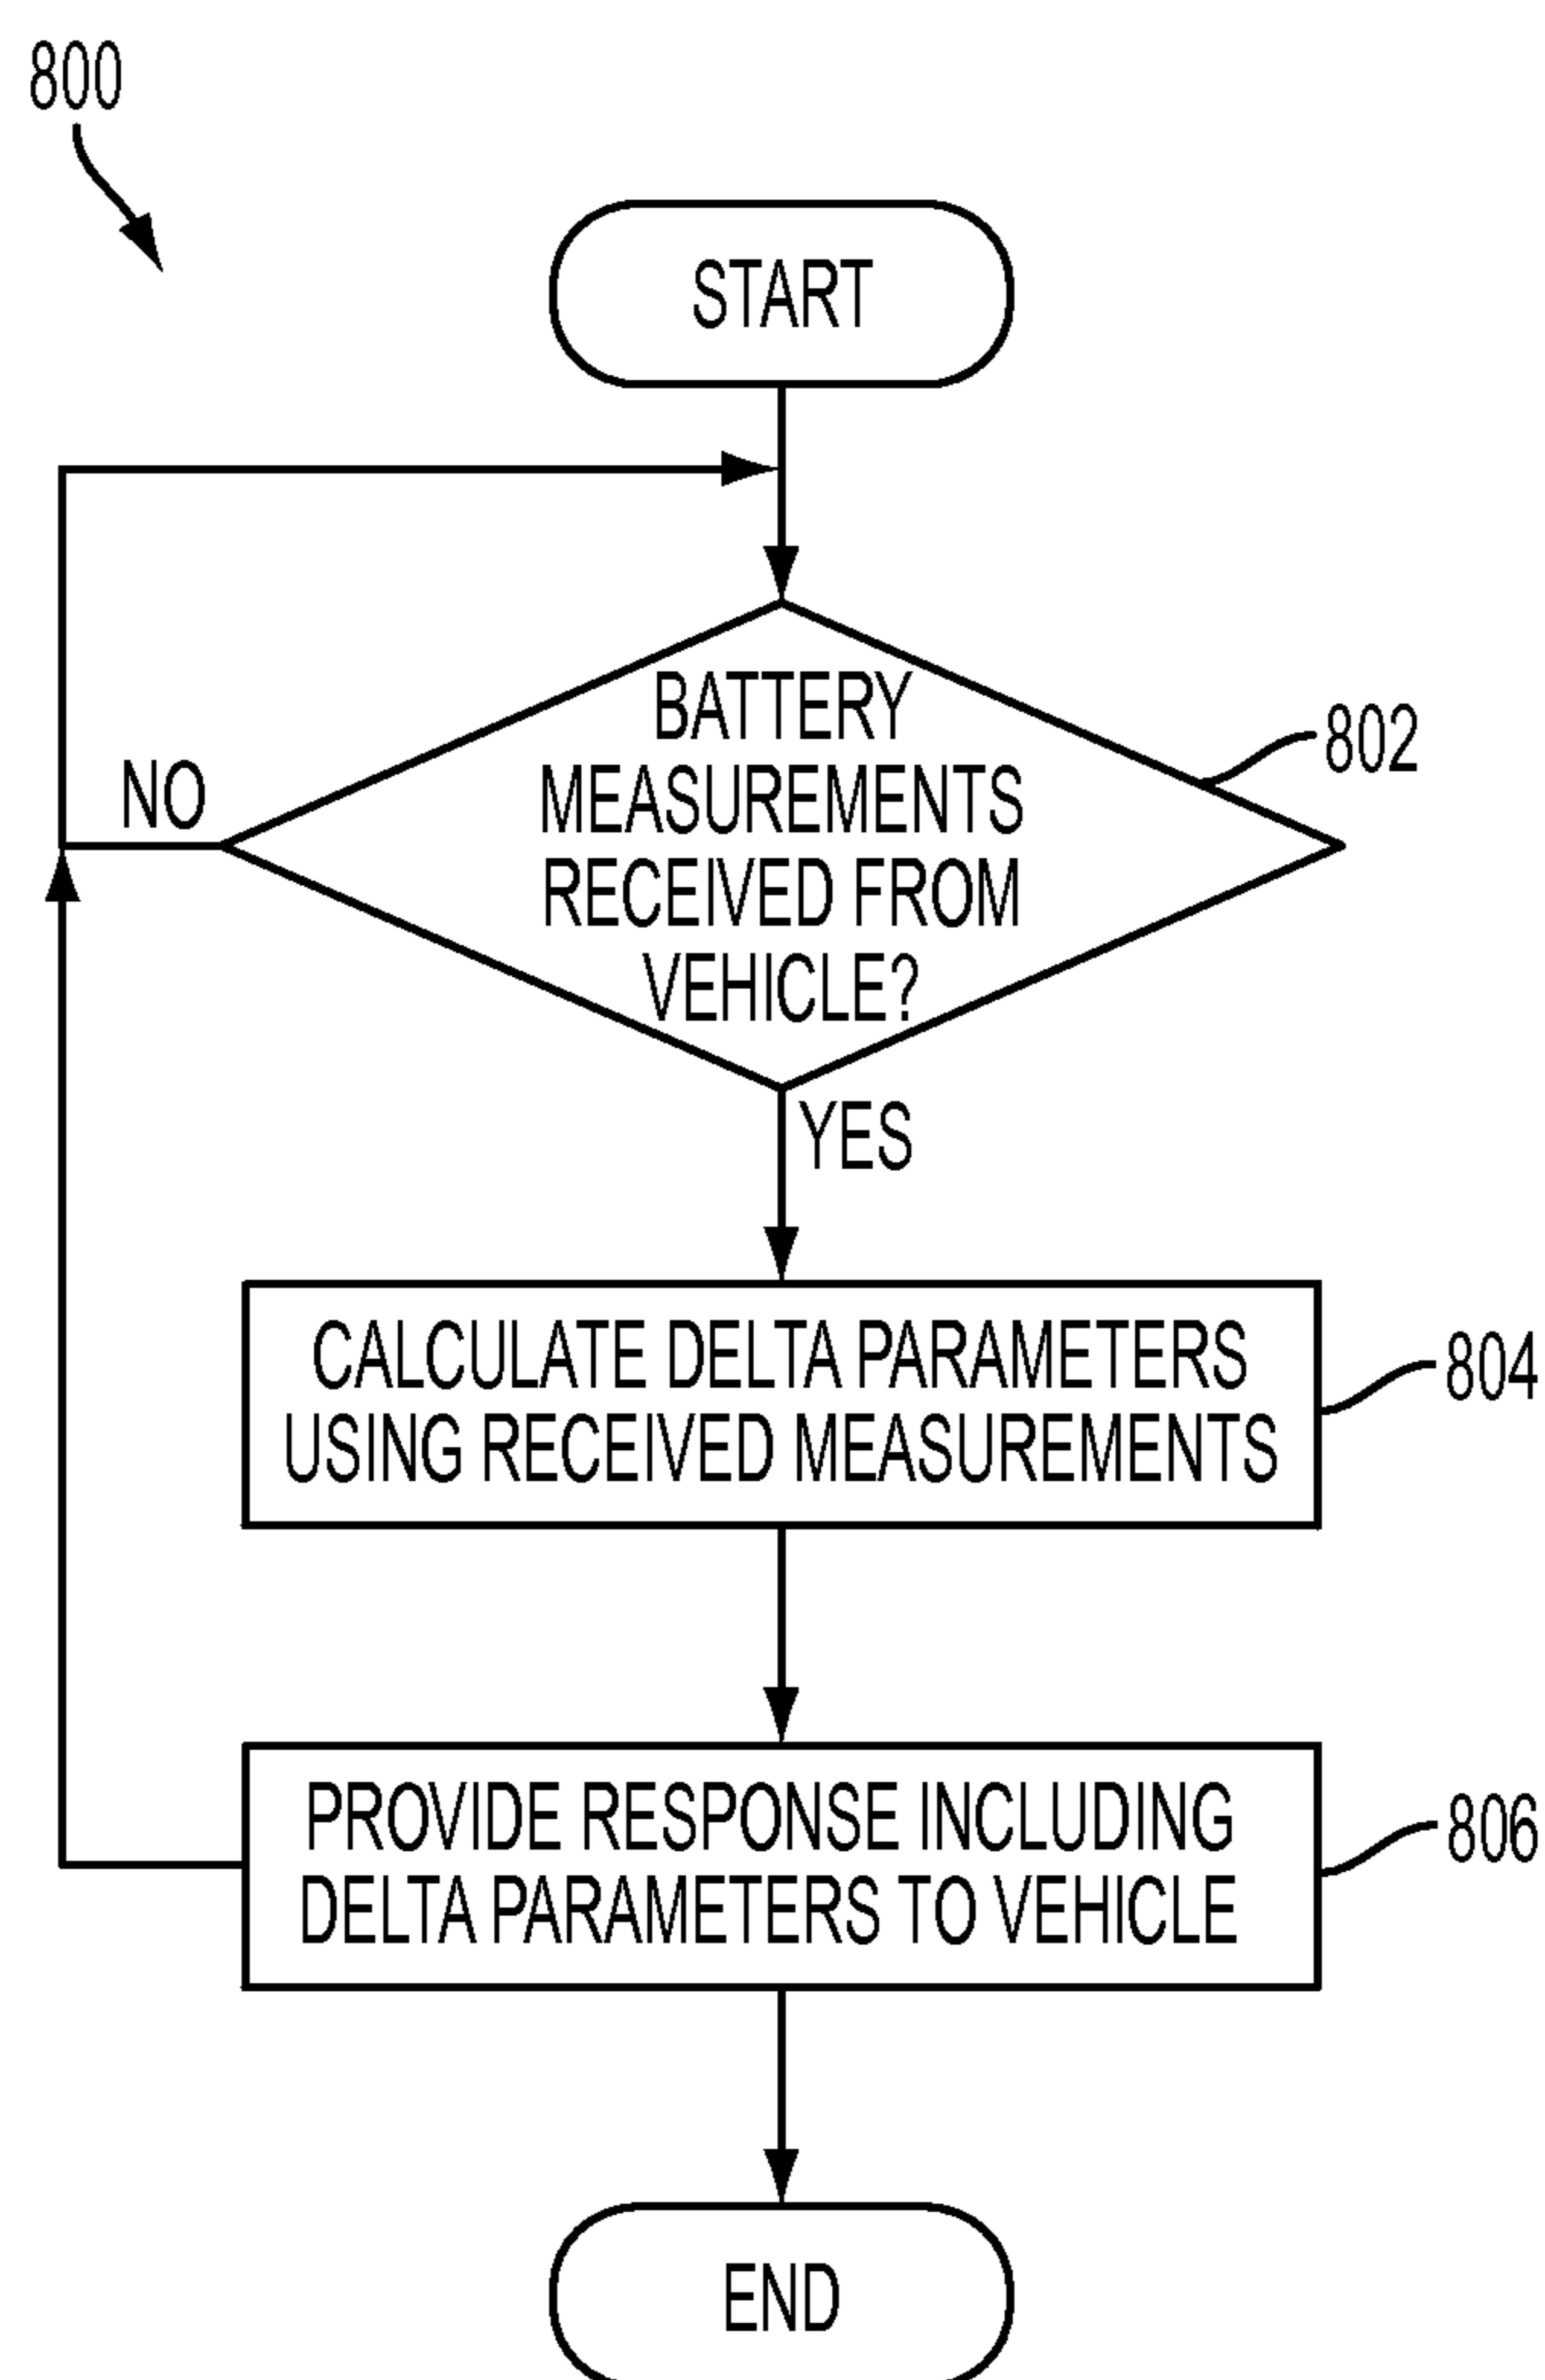 800
START
BATTERY
MEASUREMENTS
RECEIVED FROM
VEHICLE?
802
NO
YES
CALCULATE DELTA PARAMETERS
USING RECEIVED MEASUREMENTS
804
PROVIDE RESPONSE INCLUDING
DELTA PARAMETERS TO VEHICLE
806
END